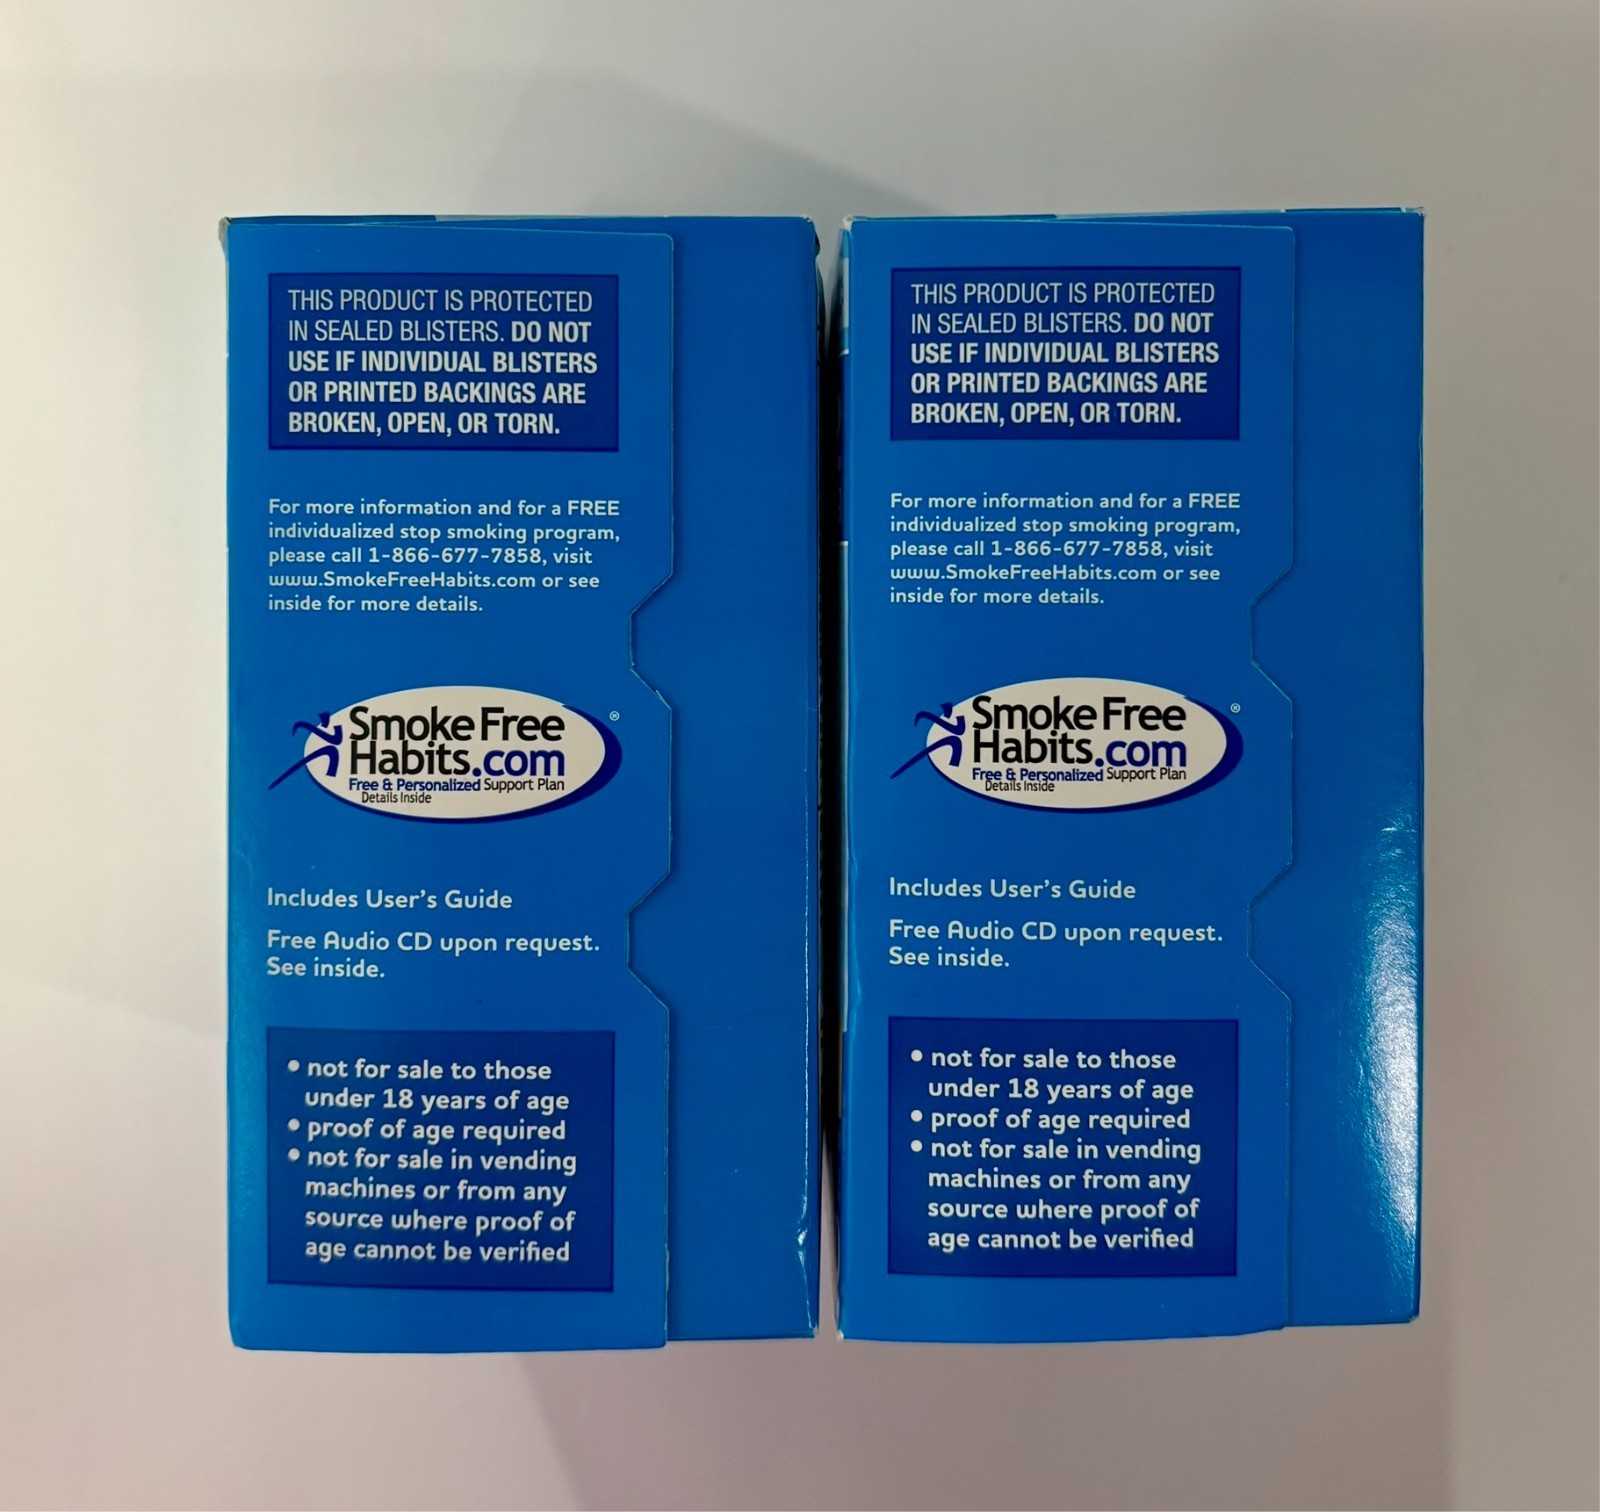 THIS PRODUCT IS PROTECTED
IN SEALED BLISTERS. DO NOT
USE IF INDIVIDUAL BLISTERS
OR PRINTED BACKINGS ARE
BROKEN, OPEN, OR TORN.
For more information and for a FREE
individualized stop smoking program,
please call 1-866-677-7858, visit
www.SmokeFreeHabits.com or see
inside for more details.
Smoke Free ®
Habits.com
Free & Personalized Support Plan
Details Inside
Includes User's Guide
Free Audio CD upon request.
See inside.
• not for sale to those
under 18 years of age
• proof of age required
• not for sale in vending
machines or from any
source where proof of
age cannot be verified
THIS PRODUCT IS PROTECTED
IN SEALED BLISTERS. DO NOT
USE IF INDIVIDUAL BLISTERS
OR PRINTED BACKINGS ARE
BROKEN, OPEN, OR TORN.
For more information and for a FREE
individualized stop smoking program,
please call 1-866-677-7858, visit
www.SmokeFreeHabits.com or see
inside for more details.
Smoke Free ®
Habits.com
Free & Personalized Support Plan
Details Inside
Includes User's Guide
Free Audio CD upon request.
See inside.
• not for sale to those
under 18 years of age
• proof of age required
• not for sale in vending
machines or from any
source where proof of
age cannot be verified